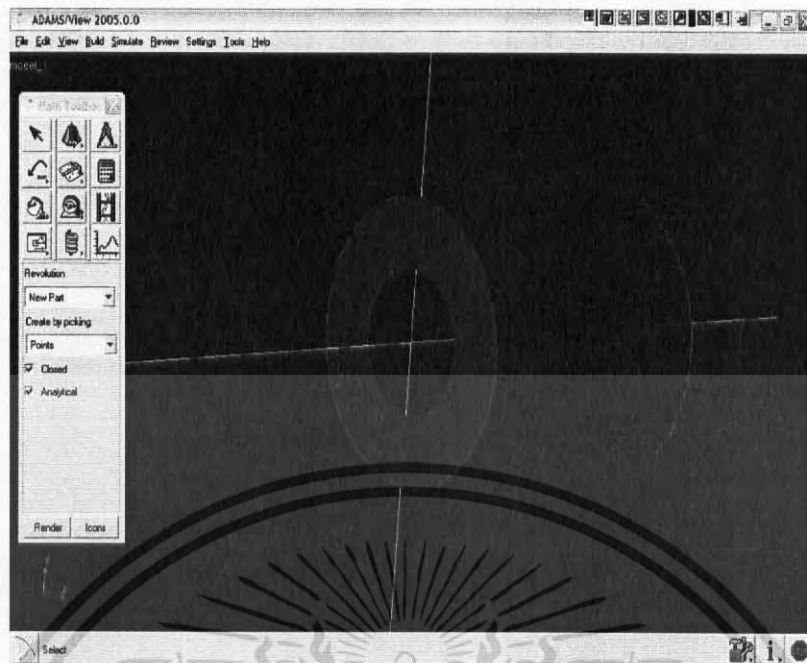 ADAMS/View 2005.0.0
File Edit View Build Simulate Review Settings Tools Help
model_1
Main Toolbox
Revolution
New Part
Create by picking:
Points
Closed
Analytical
Render Icons
Select